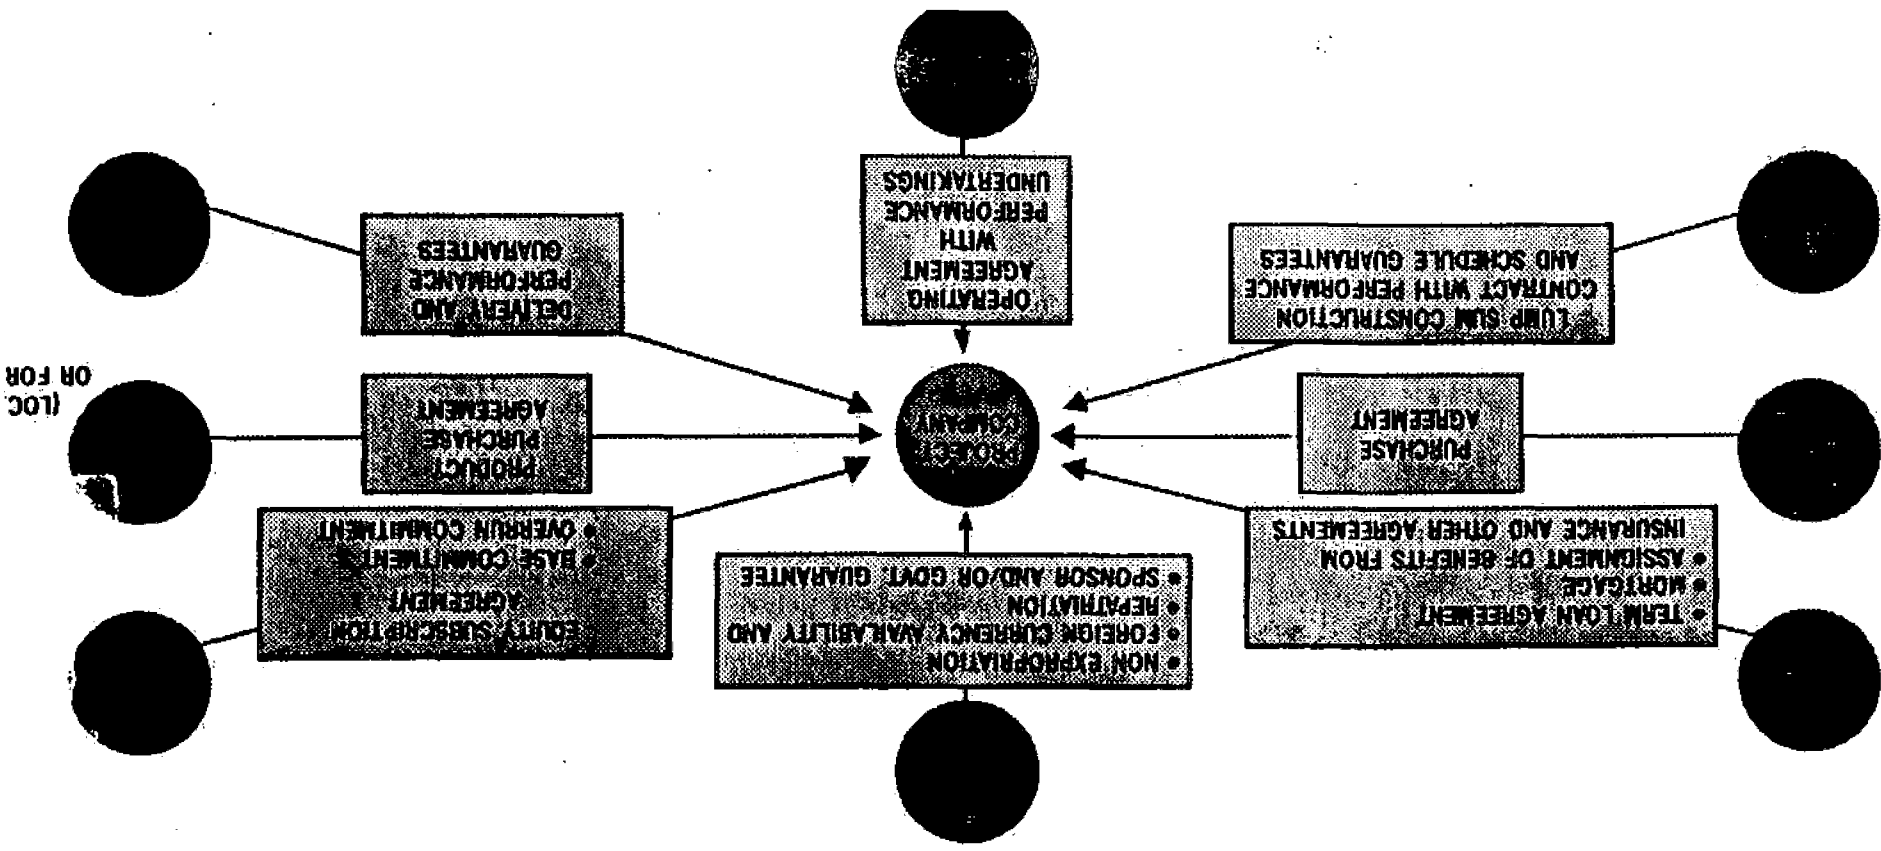 • TERM LOAN AGREEMENT
• MORTGAGE
• ASSIGNMENT OF BENEFITS FROM
INSURANCE AND OTHER AGREEMENTS
• NON EXPROPRIATION
• FOREIGN CURRENCY AVAILABILITY AND
• REPATRIATION
• SPONSOR AND/OR GOVT. GUARANTEE
EQUITY SUBSCRIPTION
AGREEMENT
• BASE COMMITMENT
• OVERRUN COMMITMENT
PURCHASE
AGREEMENT
PROJECT
COMPANY
PRODUCT
PURCHASE
AGREEMENT
(LOC
OR FOR
LUMP SUM CONSTRUCTION
CONTRACT WITH PERFORMANCE
AND SCHEDULE GUARANTEES
OPERATING
AGREEMENT
WITH
PERFORMANCE
UNDERTAKINGS
DELIVERY AND
PERFORMANCE
GUARANTEES